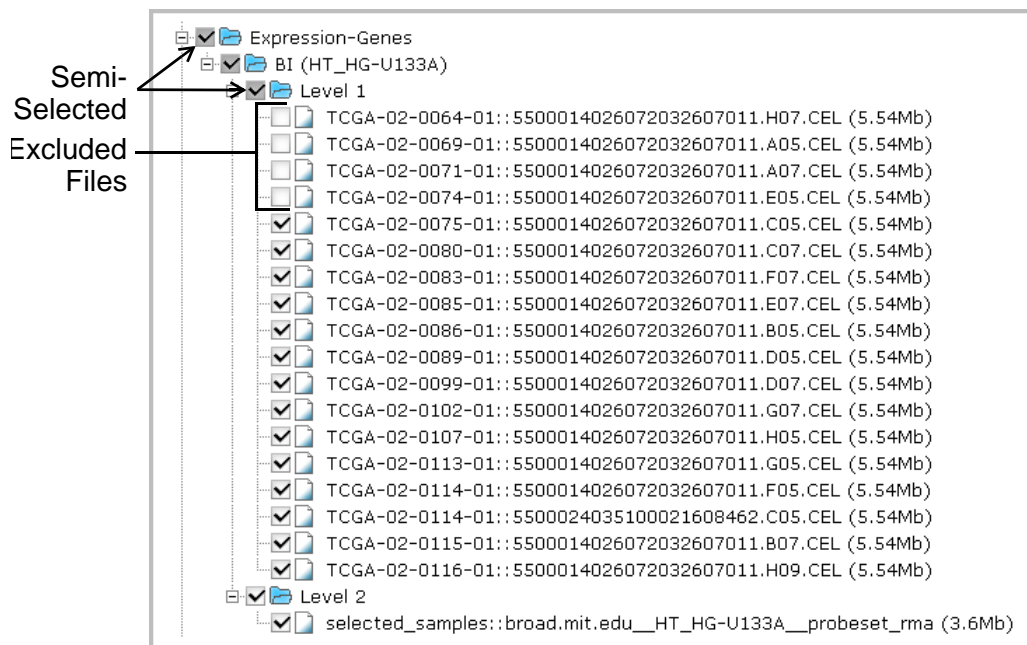 Expression-Genes
BI (HT_HG-U133A)
Semi-
Selected
Level 1
Excluded
Files
TCGA-02-0064-01::5500014026072032607011.H07.CEL (5.54Mb)
TCGA-02-0069-01::5500014026072032607011.A05.CEL (5.54Mb)
TCGA-02-0071-01::5500014026072032607011.A07.CEL (5.54Mb)
TCGA-02-0074-01::5500014026072032607011.E05.CEL (5.54Mb)
TCGA-02-0075-01::5500014026072032607011.C05.CEL (5.54Mb)
TCGA-02-0080-01::5500014026072032607011.C07.CEL (5.54Mb)
TCGA-02-0083-01::5500014026072032607011.F07.CEL (5.54Mb)
TCGA-02-0085-01::5500014026072032607011.E07.CEL (5.54Mb)
TCGA-02-0086-01::5500014026072032607011.B05.CEL (5.54Mb)
TCGA-02-0089-01::5500014026072032607011.D05.CEL (5.54Mb)
TCGA-02-0099-01::5500014026072032607011.D07.CEL (5.54Mb)
TCGA-02-0102-01::5500014026072032607011.G07.CEL (5.54Mb)
TCGA-02-0107-01::5500014026072032607011.H05.CEL (5.54Mb)
TCGA-02-0113-01::5500014026072032607011.G05.CEL (5.54Mb)
TCGA-02-0114-01::5500014026072032607011.F05.CEL (5.54Mb)
TCGA-02-0114-01::5500024035100021608462.C05.CEL (5.54Mb)
TCGA-02-0115-01::5500014026072032607011.B07.CEL (5.54Mb)
TCGA-02-0116-01::5500014026072032607011.H09.CEL (5.54Mb)
Level 2
selected_samples::broad.mit.edu__HT_HG-U133A__probeset_rma (3.6Mb)